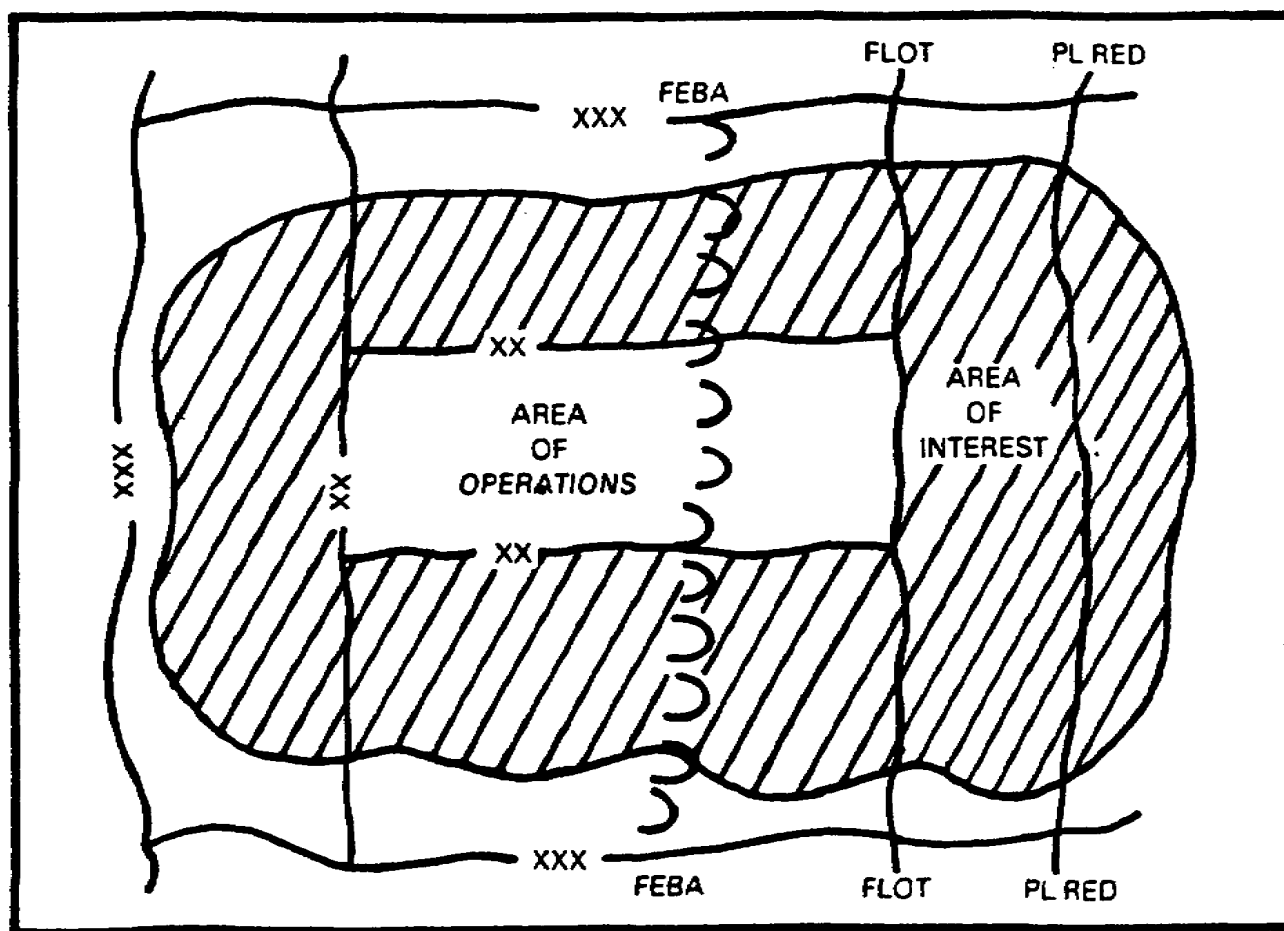 FLOT
PL RED
FEBA
XXX
XX
AREA
OF
INTEREST
AREA
OF
OPERATIONS
XXX
XX
XX
XXX
FEBA
FLOT
PL RED